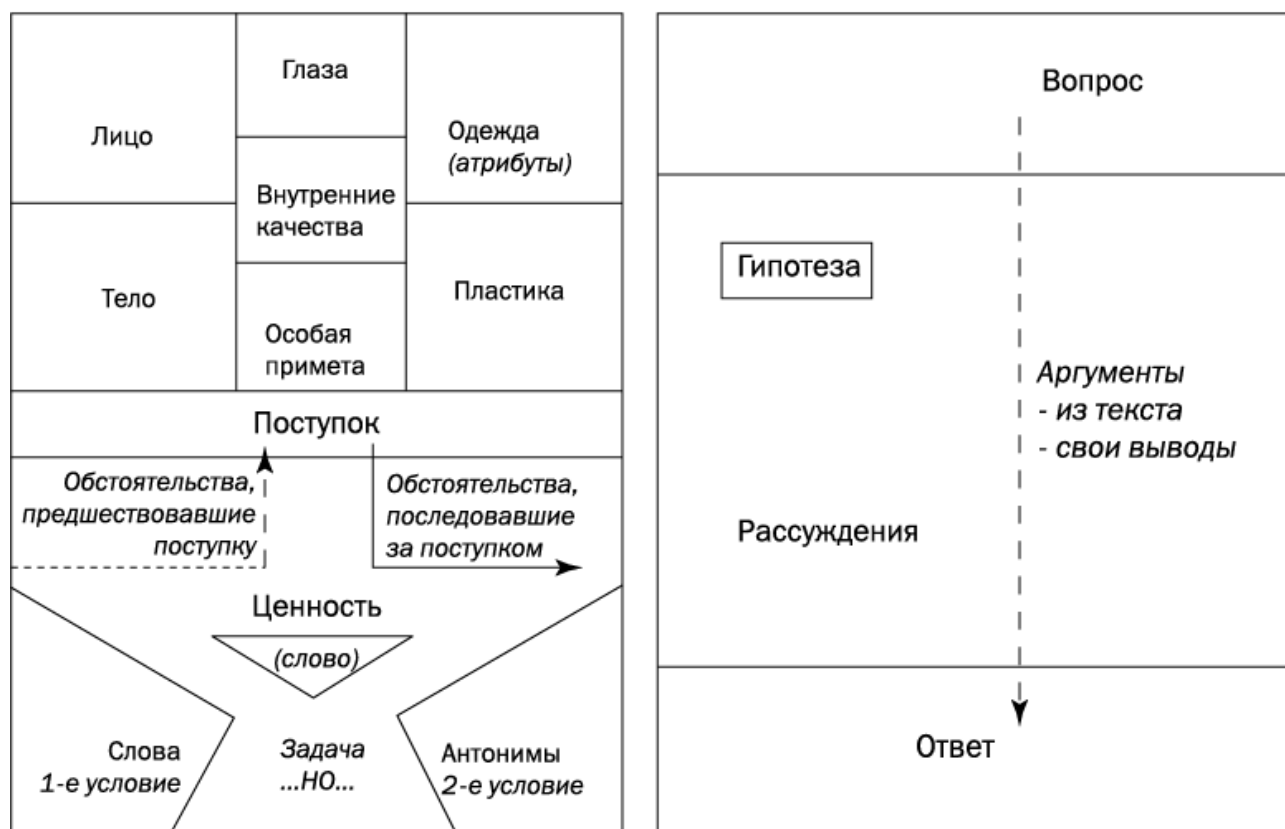 Глаза
Лицо
Одежда
(атрибуты)
Внутренние
качества
Тело
Пластика
Особая
примета
Поступок
Обстоятельства,
предшествовавшие
поступку
Обстоятельства,
последовавшие
за поступком
Ценность
(слово)
Слова
1-е условие
Задача
...НО...
Антонимы
2-е условие
Вопрос
Гипотеза
Аргументы
- из текста
- свои выводы
Рассуждения
Ответ